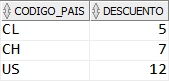 CODIGO_PAIS DESCUENTO
CL 5
CH 7
US 12